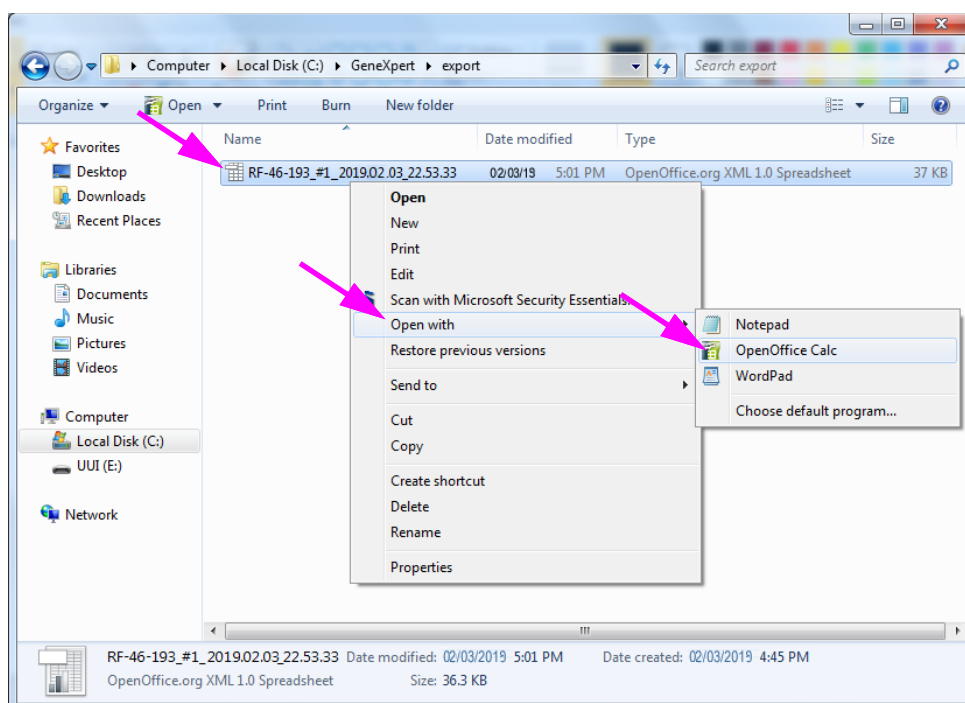 Computer Local Disk (C:) GeneXpert export Search export
Organize Open Print Burn New folder
Name Date modified Type Size
Favorites
Desktop
Downloads
Recent Places
Libraries
Documents
Music
Pictures
Videos
Computer
Local Disk (C:)
UUI (E:)
Network
RF-46-193_#1_2019.02.03_22.53.33 02/03/19 5:01 PM OpenOffice.org XML 1.0 Spreadsheet 37 KB
Open
New
Print
Edit
Scan with Microsoft Security Essentials...
Open with
Restore previous versions
Send to
Cut
Copy
Create shortcut
Delete
Rename
Properties
Notepad
OpenOffice Calc
WordPad
Choose default program...
RF-46-193_#1_2019.02.03_22.53.33 Date modified: 02/03/2019 5:01 PM Date created: 02/03/2019 4:45 PM
OpenOffice.org XML 1.0 Spreadsheet Size: 36.3 KB